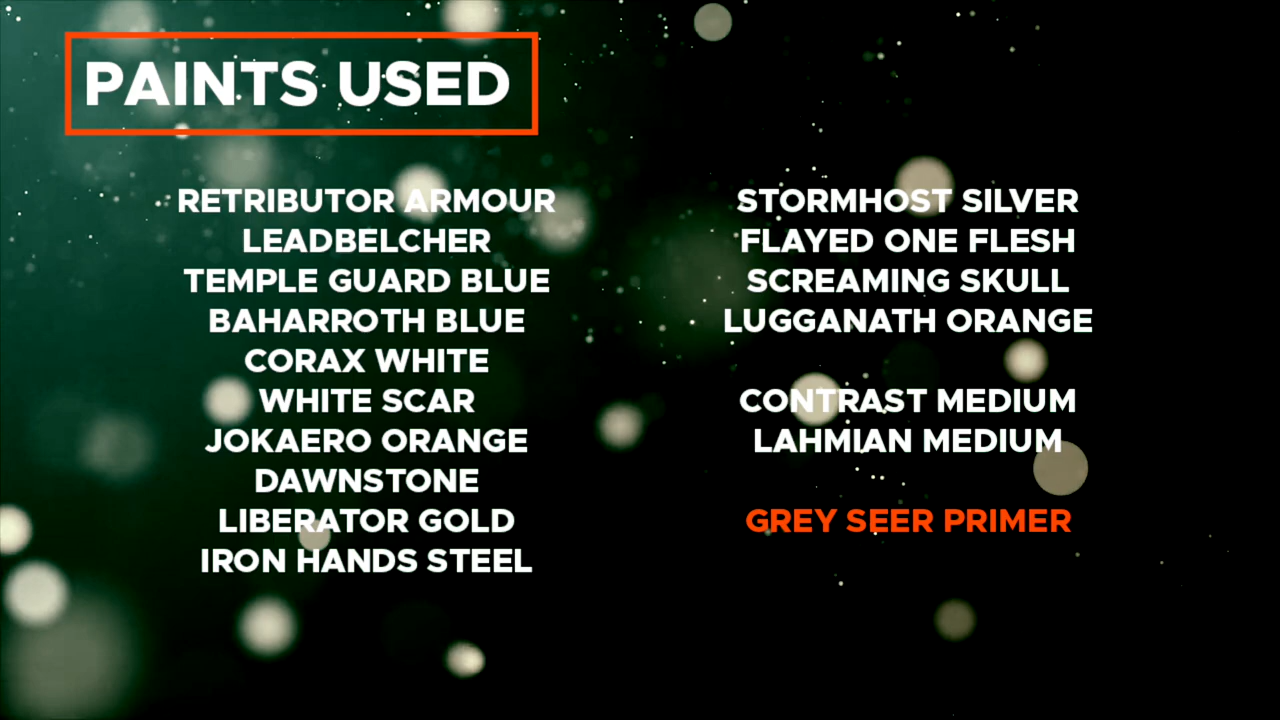 PAINTS USED
RETRIBUTOR ARMOUR
LEADBELCHER
TEMPLE GUARD BLUE
BAHARROTH BLUE
CORAX WHITE
WHITE SCAR
JOKAERO ORANGE
DAWNSTONE
LIBERATOR GOLD
IRON HANDS STEEL
STORMHOST SILVER
FLAYED ONE FLESH
SCREAMING SKULL
LUGGANATH ORANGE
CONTRAST MEDIUM
LAHMIAN MEDIUM
GREY SEER PRIMER